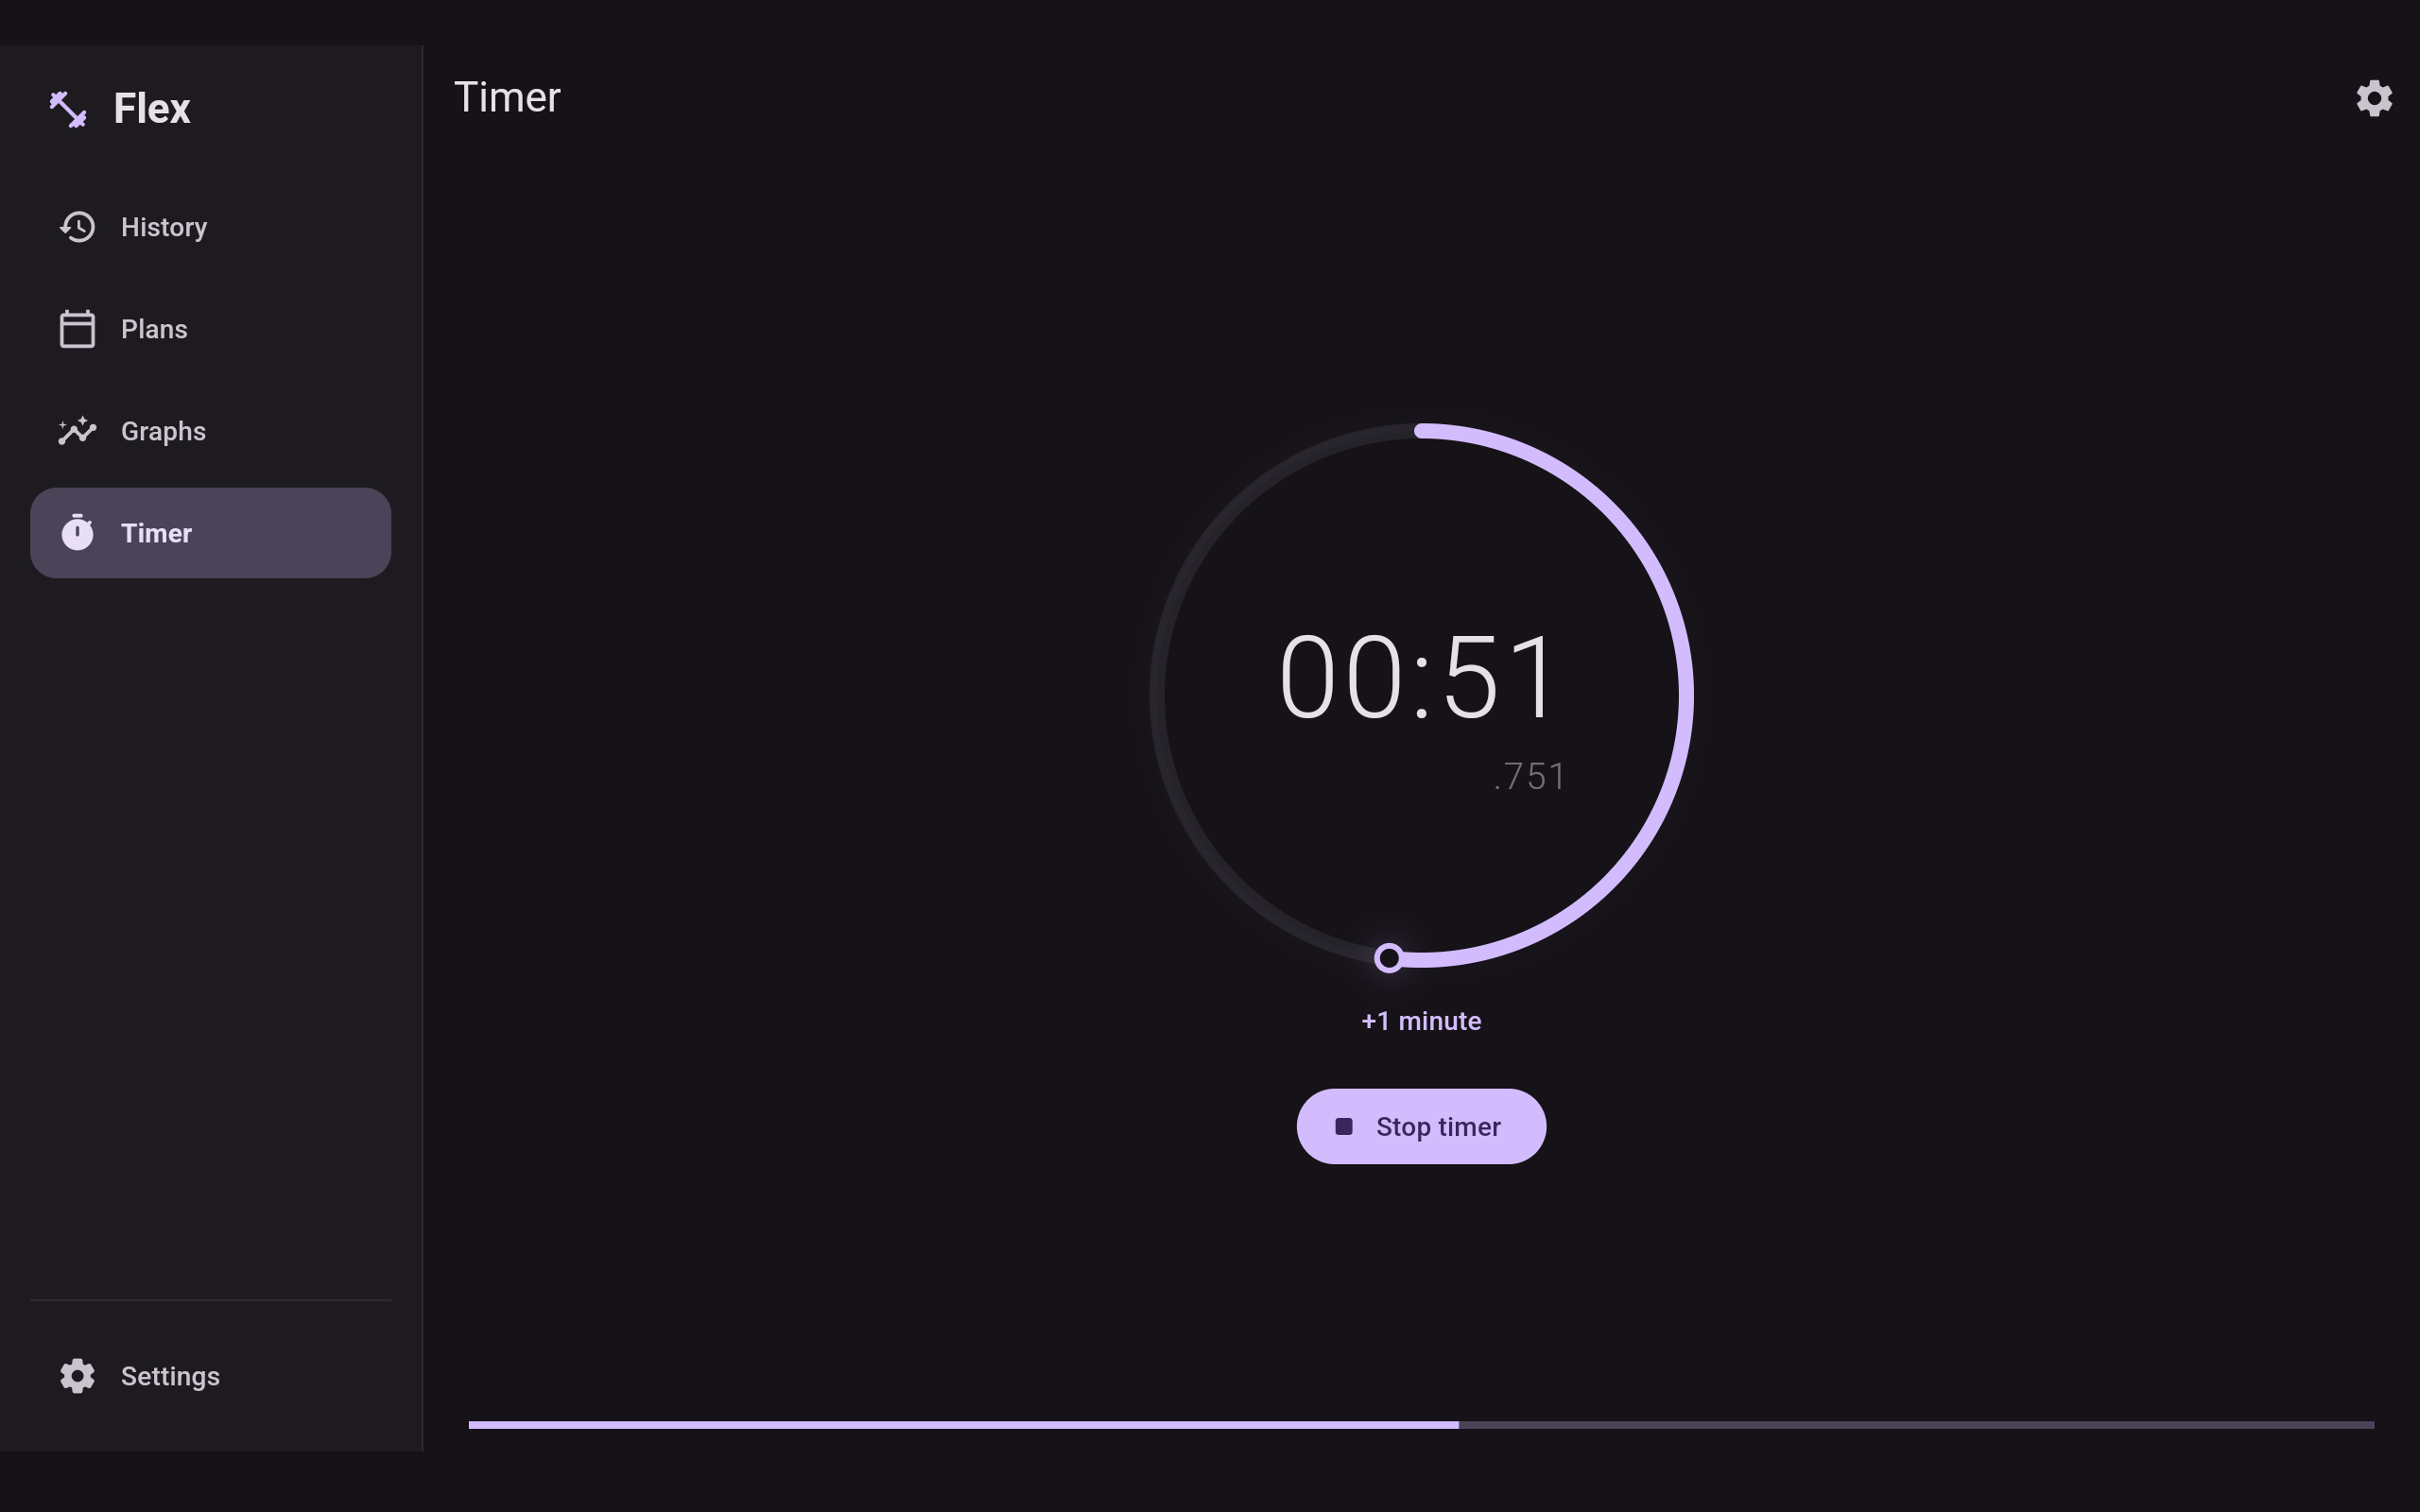 Flex
History
Plans
Graphs
Timer
Settings
Timer
00:51
.751
+1 minute
Stop timer